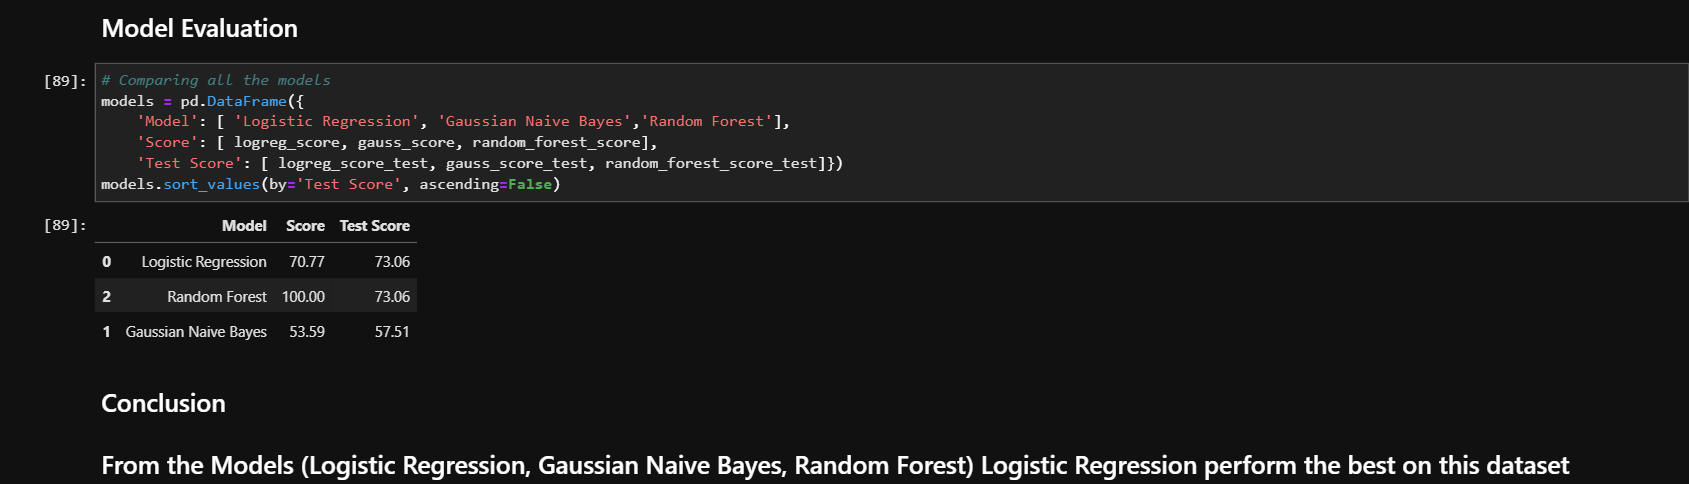 Model Evaluation
[89]:
# Comparing all the models
models = pd.DataFrame({
    'Model': [ 'Logistic Regression', 'Gaussian Naive Bayes','Random Forest'],
    'Score': [ logreg_score, gauss_score, random_forest_score],
    'Test Score': [ logreg_score_test, gauss_score_test, random_forest_score_test]})
models.sort_values(by='Test Score', ascending=False)
[89]:
Model Score Test Score
0 Logistic Regression 70.77 73.06
2 Random Forest 100.00 73.06
1 Gaussian Naive Bayes 53.59 57.51
Conclusion
From the Models (Logistic Regression, Gaussian Naive Bayes, Random Forest) Logistic Regression perform the best on this dataset